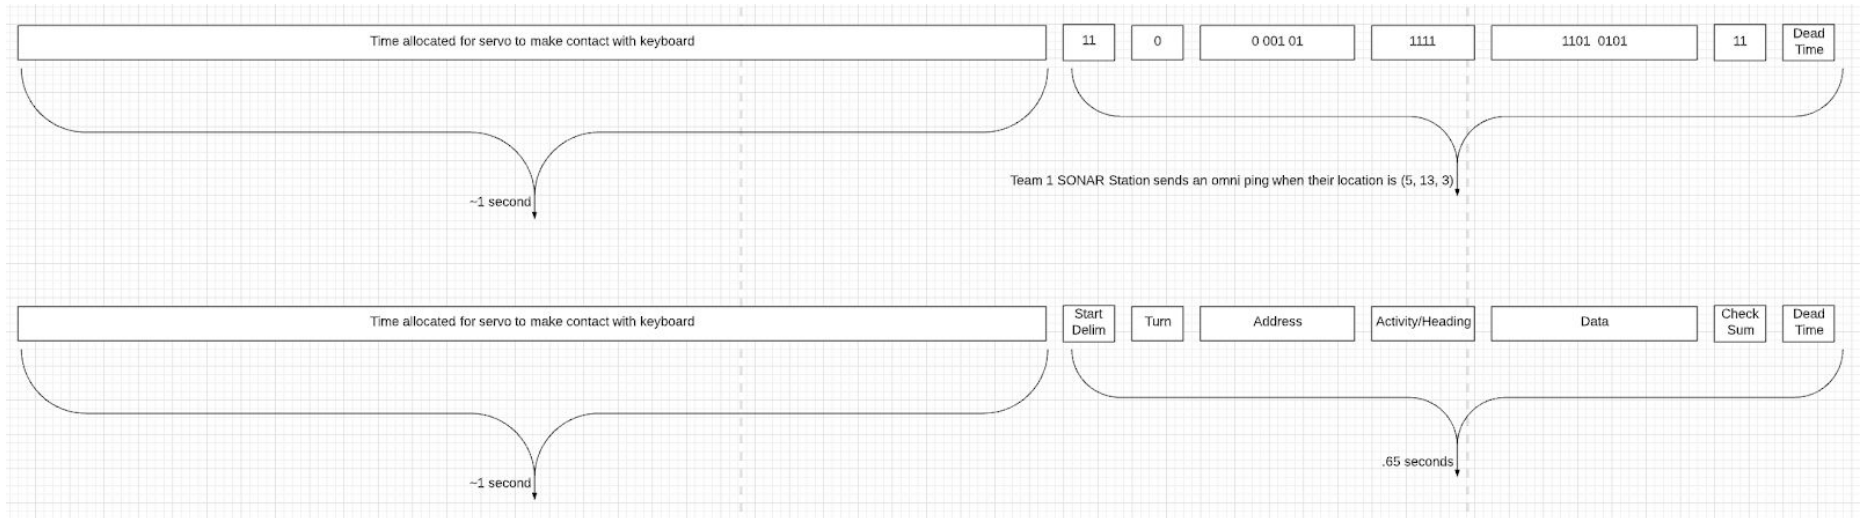 Time allocated for servo to make contact with keyboard
11
0
0 001 01
1111
1101 0101
11
Dead
Time
~1 second
Team 1 SONAR Station sends an omni ping when their location is (5, 13, 3)
Time allocated for servo to make contact with keyboard
Start
Delim
Turn
Address
Activity/Heading
Data
Check
Sum
Dead
Time
~1 second
.65 seconds